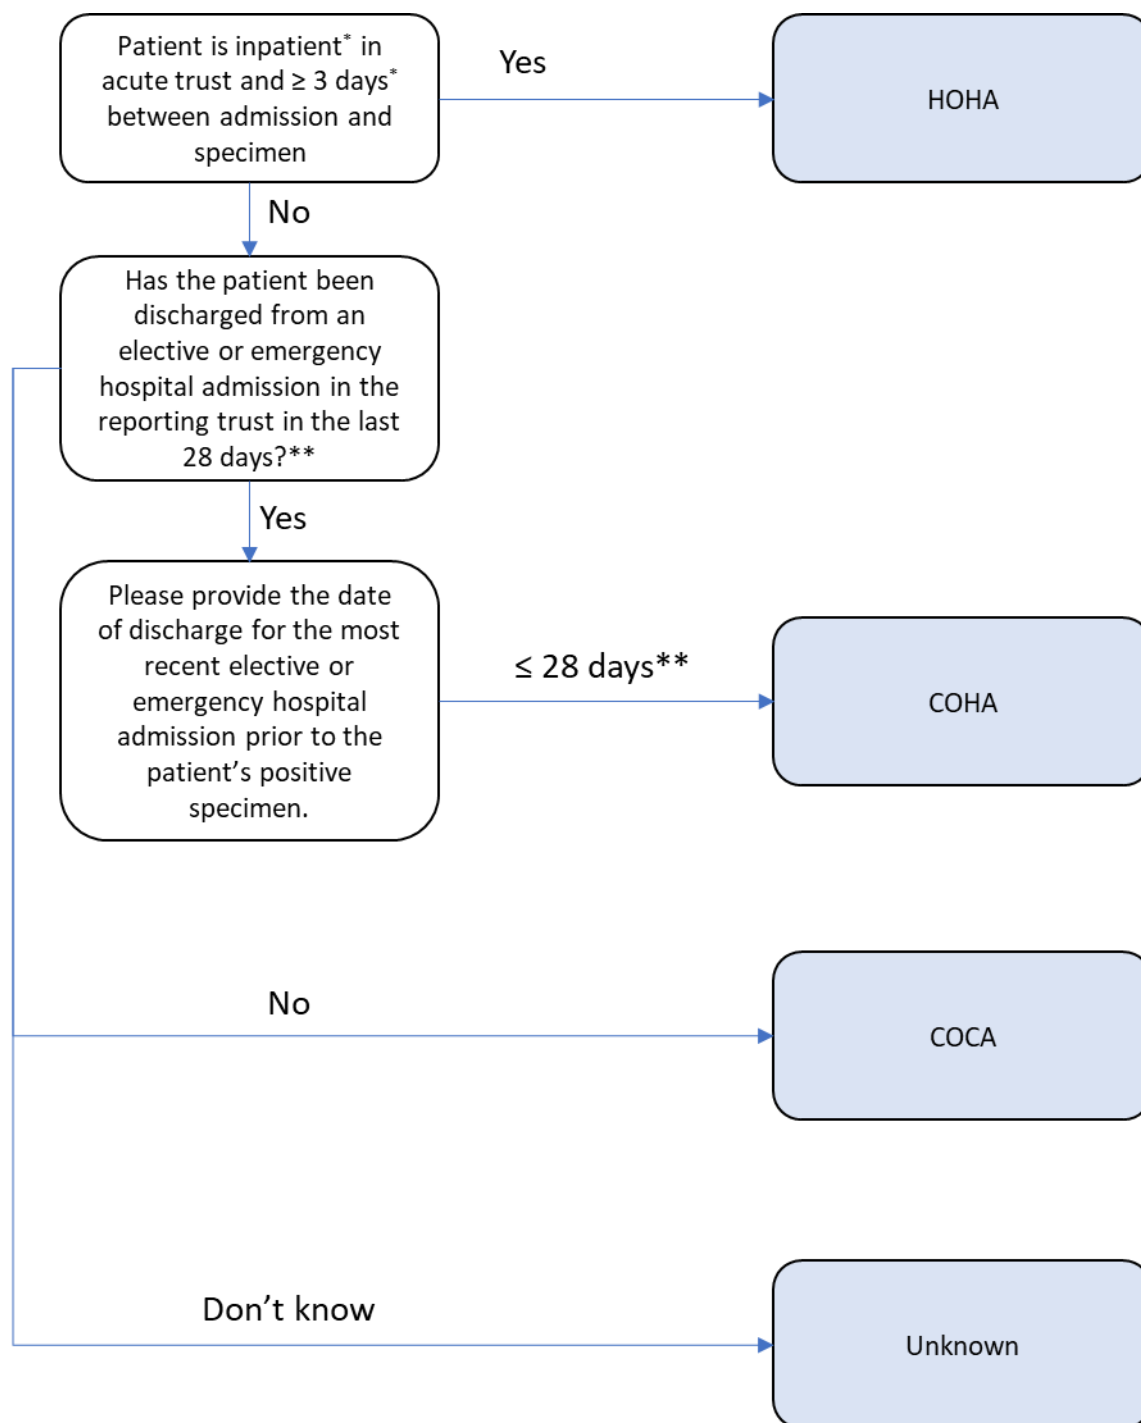 Patient is inpatient* in
acute trust and ≥ 3 days*
between admission and
specimen
Yes
HOHA
No
Has the patient been
discharged from an
elective or emergency
hospital admission in the
reporting trust in the last
28 days?**
Yes
Please provide the date
of discharge for the most
recent elective or
emergency hospital
admission prior to the
patient’s positive
specimen.
≤ 28 days**
COHA
No
COCA
Don’t know
Unknown